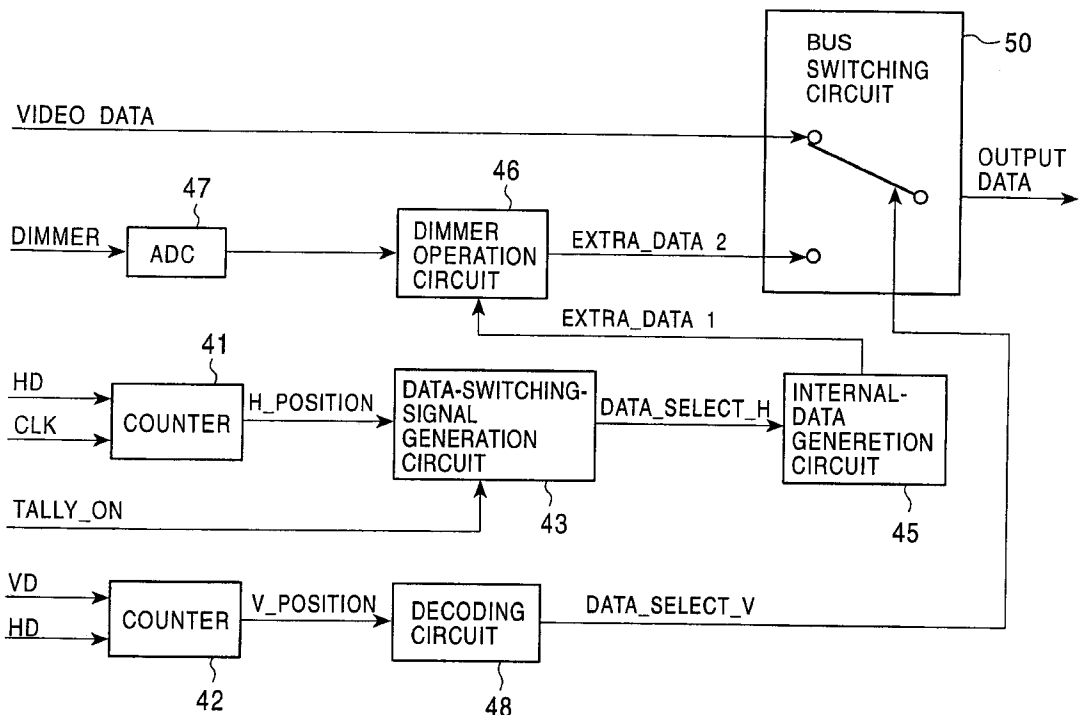 BUS
SWITCHING
CIRCUIT
50
VIDEO DATA
OUTPUT
DATA
47
46
DIMMER
ADC
DIMMER
OPERATION
CIRCUIT
EXTRA_DATA 2
EXTRA_DATA 1
41
HD
CLK
COUNTER
H_POSITION
DATA-SWITCHING-
SIGNAL
GENERATION
CIRCUIT
DATA_SELECT_H
INTERNAL-
DATA
GENERETION
CIRCUIT
TALLY_ON
43
45
VD
HD
COUNTER
V_POSITION
DECODING
CIRCUIT
DATA_SELECT_V
42
48